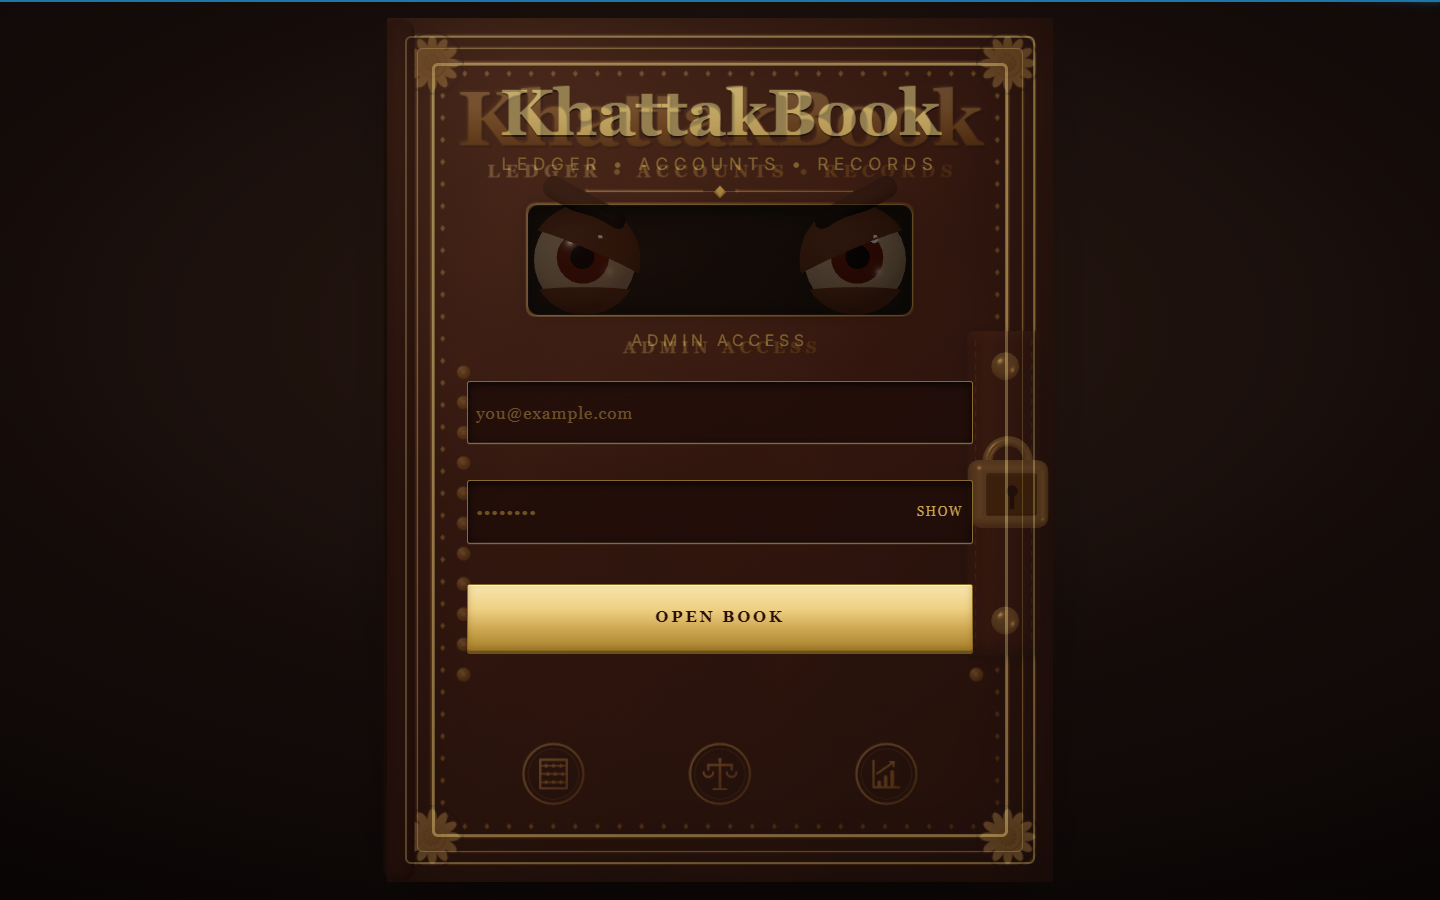 KhattakBook
LEDGER • ACCOUNTS • RECORDS
ADMIN ACCESS
you@example.com
•••••••• SHOW
OPEN BOOK